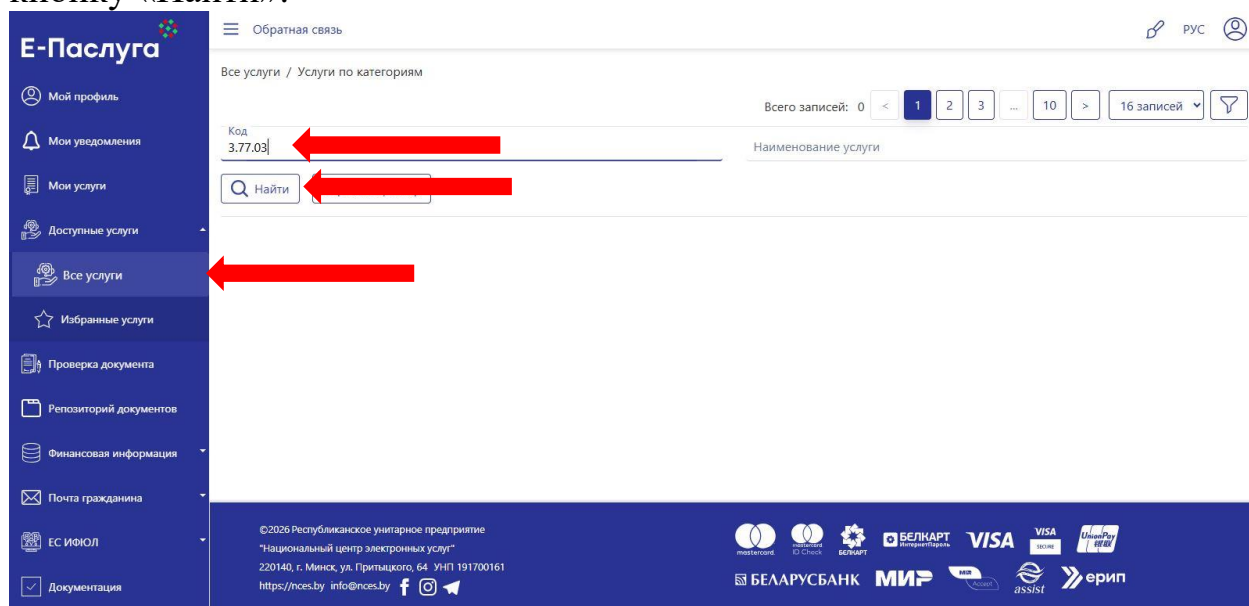 кнопку «Найти».
Е-Паслуга
Обратная связь
РУС
Все услуги / Услуги по категориям
Мой профиль
Всего записей: 0 < 1 2 3 ... 10 > 16 записей
Мои уведомления
Код
3.77.03
Наименование услуги
Мои услуги
Найти
Доступные услуги
Все услуги
Избранные услуги
Проверка документа
Репозиторий документов
Финансовая информация
Почта гражданина
ЕС ИФЮЛ
Документация
©2026 Республиканское унитарное предприятие
"Национальный центр электронных услуг"
220140, г. Минск, ул. Притыцкого, 64 УНП 191700161
https://nces.by info@nces.by
mastercard.
mastercard.
ID Check
БЕЛКАРТ
БЕЛКАРТ
ИнтернетПароль
VISA
VISA
SECURE
UnionPay
银联
БЕЛАРУСБАНК
МИР
МИР
Accept
assist
ерип